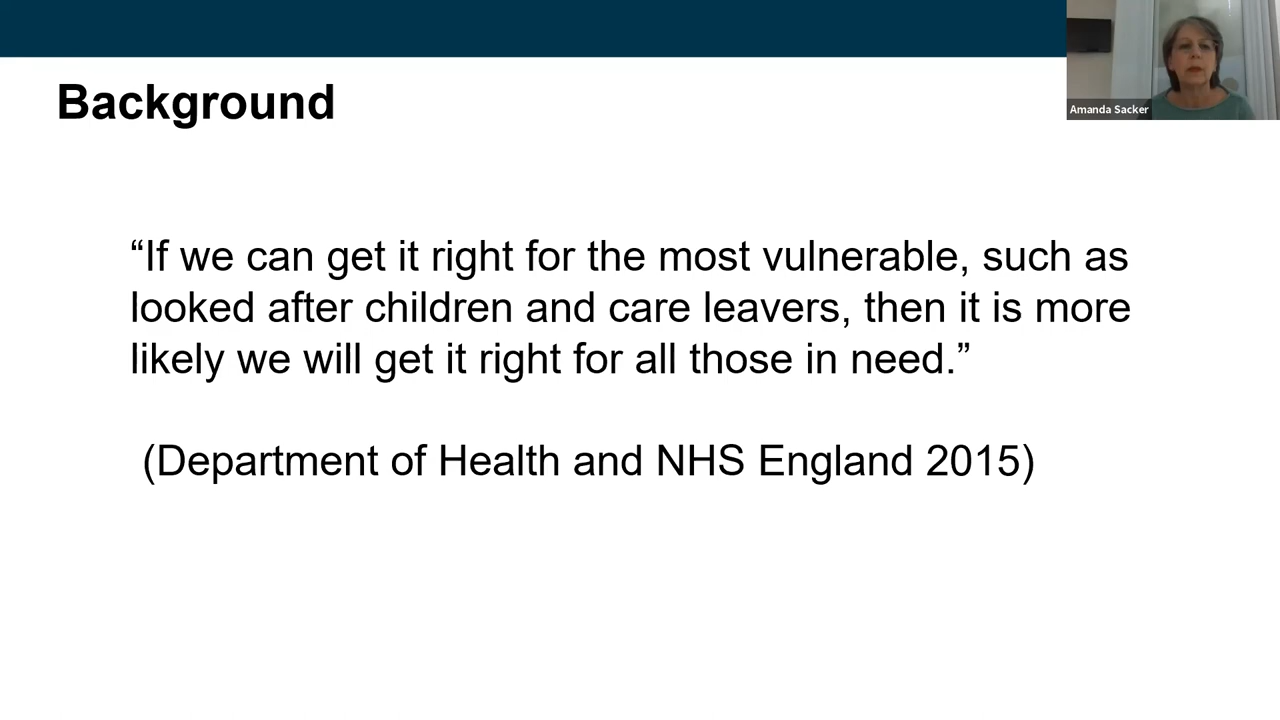 Background
Amanda Sacker
“If we can get it right for the most vulnerable, such as
looked after children and care leavers, then it is more
likely we will get it right for all those in need.”
(Department of Health and NHS England 2015)